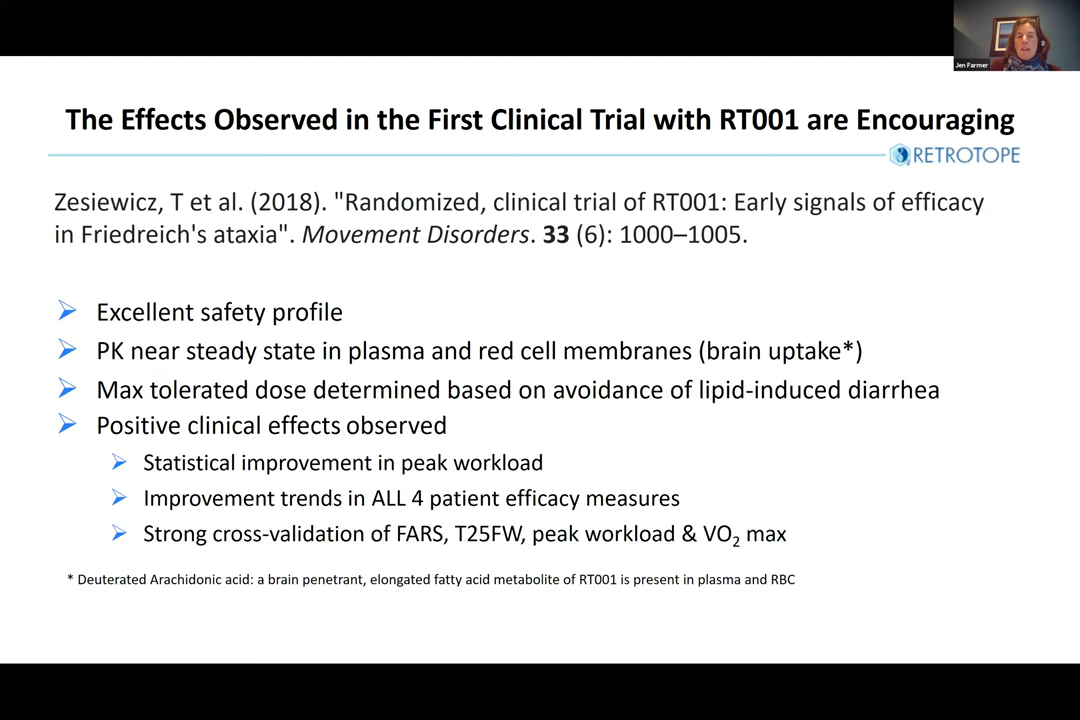 Jen Farmer
The Effects Observed in the First Clinical Trial with RT001 are Encouraging
RETROTOPE
Zesiewicz, T et al. (2018). "Randomized, clinical trial of RT001: Early signals of efficacy
in Friedreich's ataxia". Movement Disorders. 33 (6): 1000–1005.
Excellent safety profile
PK near steady state in plasma and red cell membranes (brain uptake*)
Max tolerated dose determined based on avoidance of lipid-induced diarrhea
Positive clinical effects observed
Statistical improvement in peak workload
Improvement trends in ALL 4 patient efficacy measures
Strong cross-validation of FARS, T25FW, peak workload & VO2 max
* Deuterated Arachidonic acid: a brain penetrant, elongated fatty acid metabolite of RT001 is present in plasma and RBC